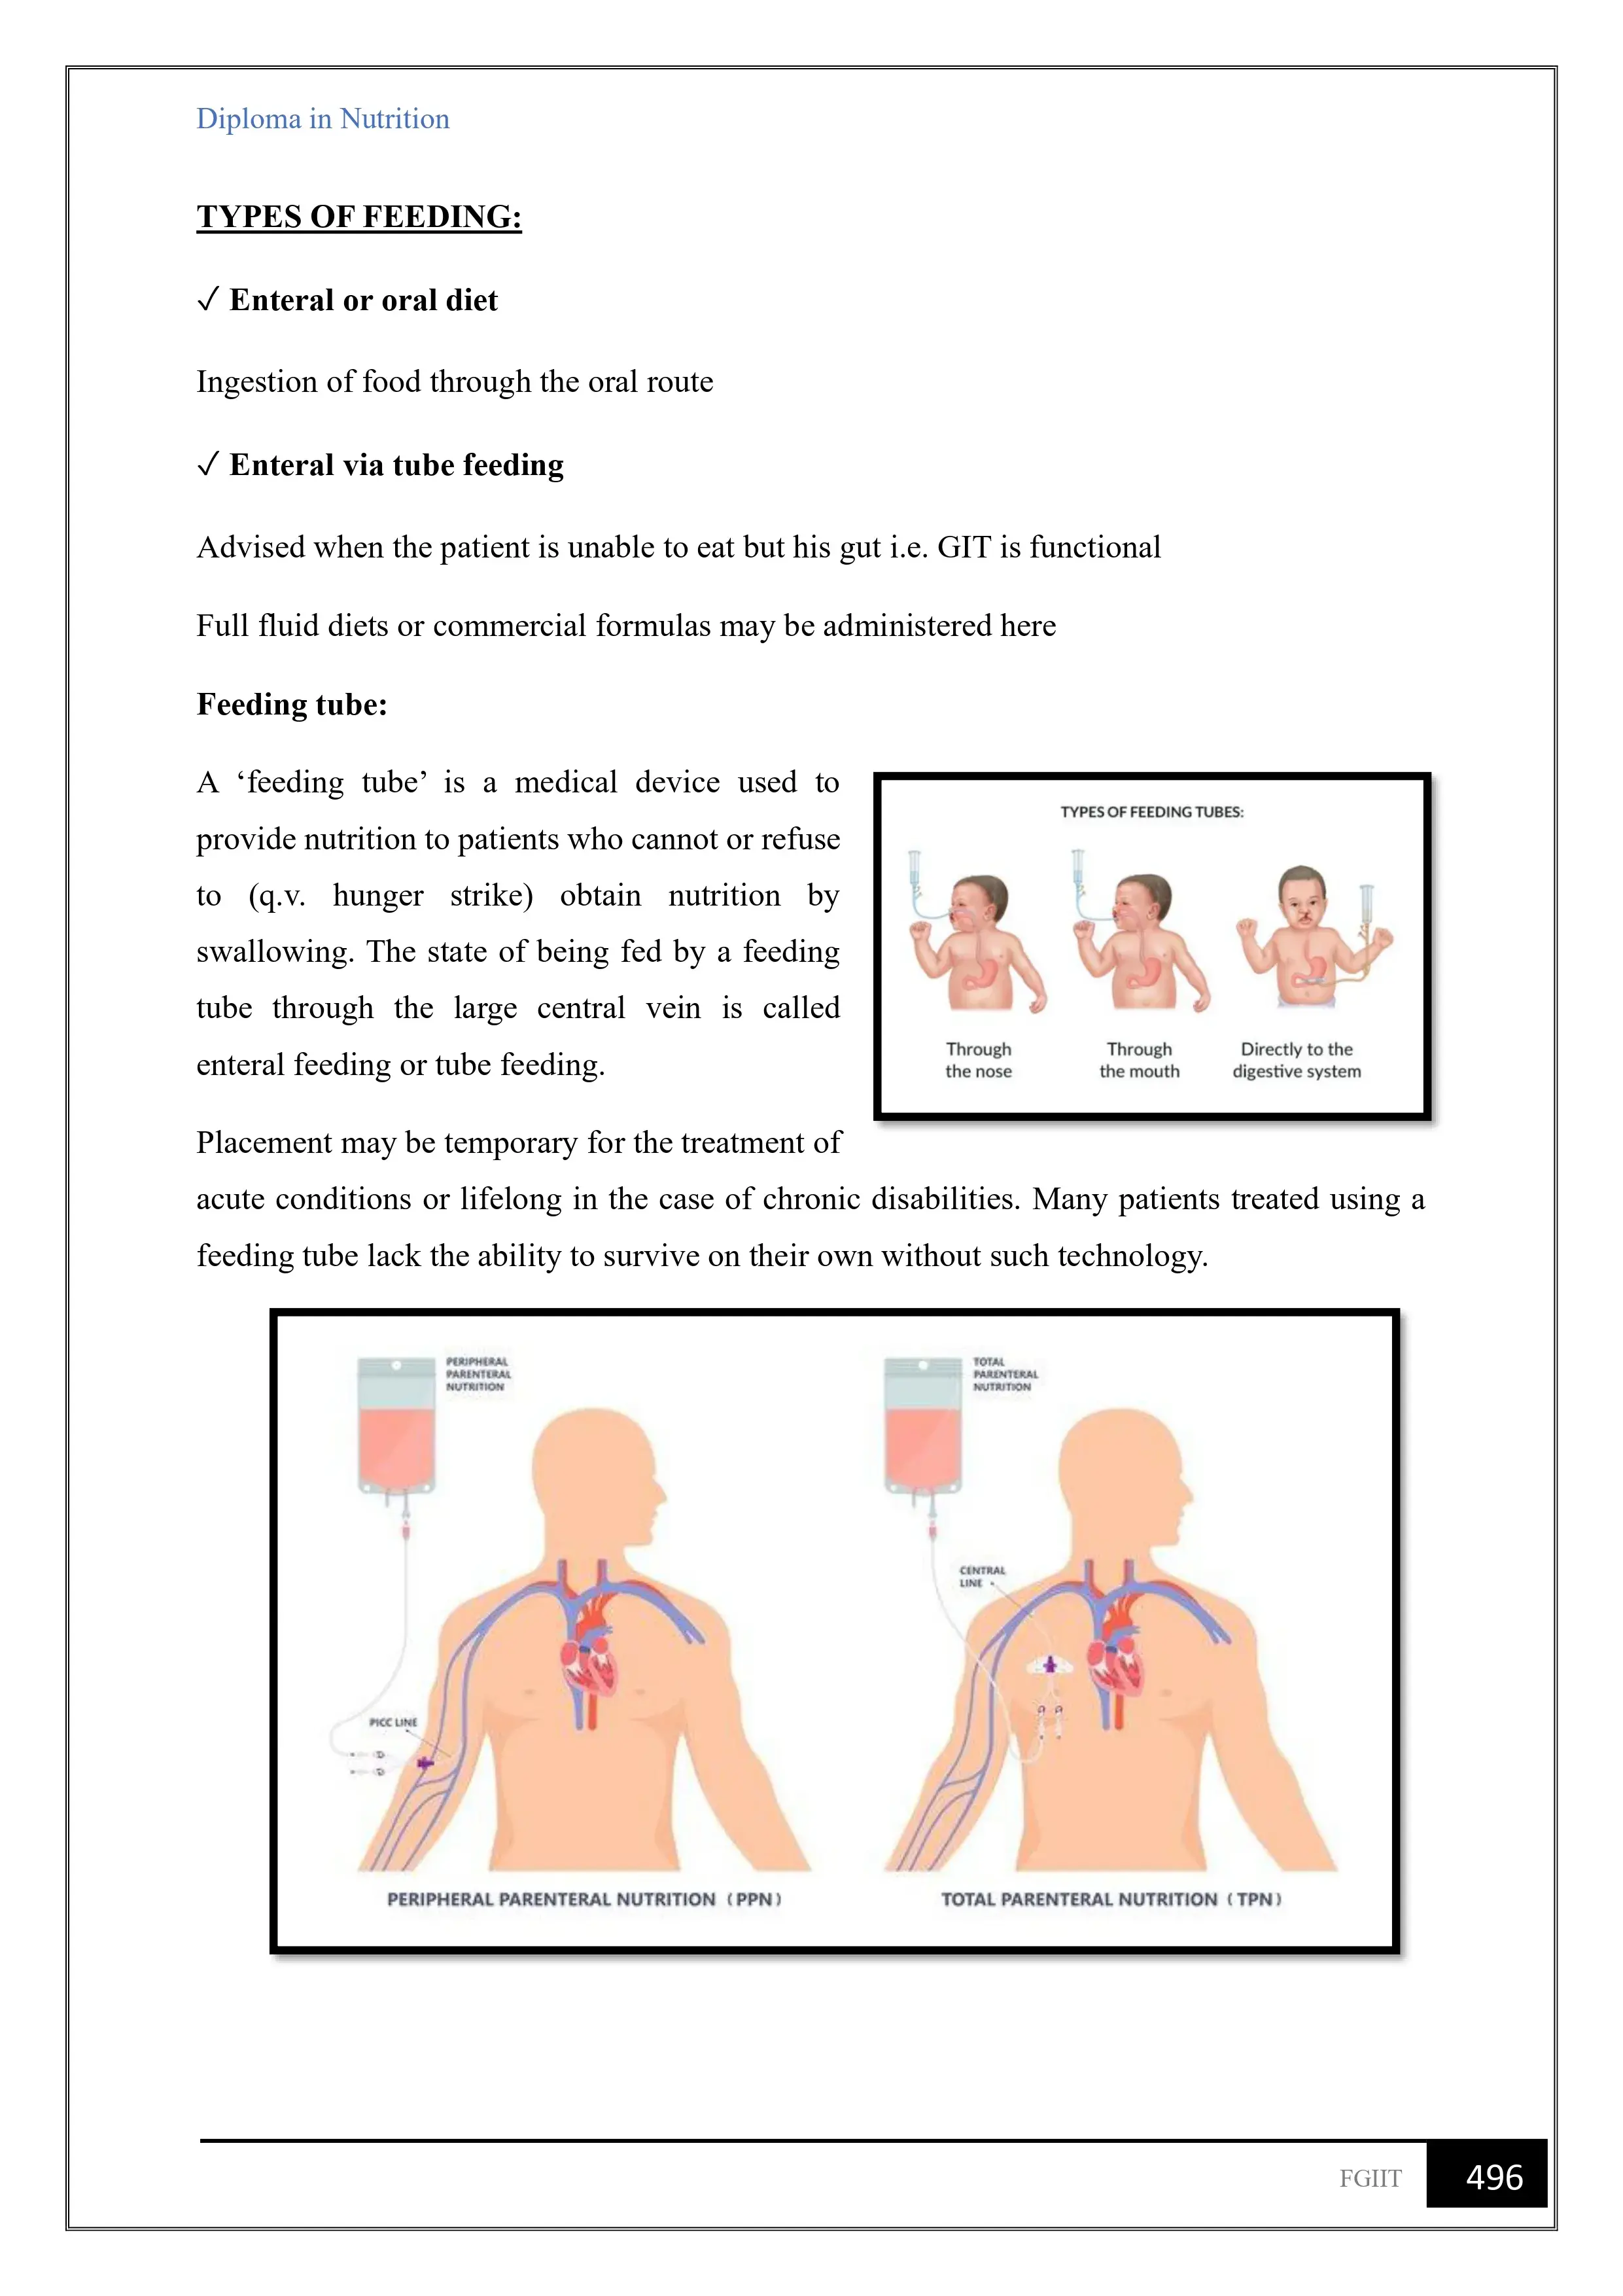 Diploma in Nutrition
TYPES OF FEEDING:
✓ Enteral or oral diet
Ingestion of food through the oral route
✓ Enteral via tube feeding
Advised when the patient is unable to eat but his gut i.e. GIT is functional
Full fluid diets or commercial formulas may be administered here
Feeding tube:
A ‘feeding tube’ is a medical device used to
provide nutrition to patients who cannot or refuse
to (q.v. hunger strike) obtain nutrition by
swallowing. The state of being fed by a feeding
tube through the large central vein is called
enteral feeding or tube feeding.
TYPES OF FEEDING TUBES:
Through
the nose
Through
the mouth
Directly to the
digestive system
Placement may be temporary for the treatment of
acute conditions or lifelong in the case of chronic disabilities. Many patients treated using a
feeding tube lack the ability to survive on their own without such technology.
PERIPHERAL
PARENTERAL
NUTRITION
PICC LINE
PERIPHERAL PARENTERAL NUTRITION (PPN)
TOTAL
PARENTERAL
NUTRITION
CENTRAL
LINE
TOTAL PARENTERAL NUTRITION (TPN)
FGIIT 496